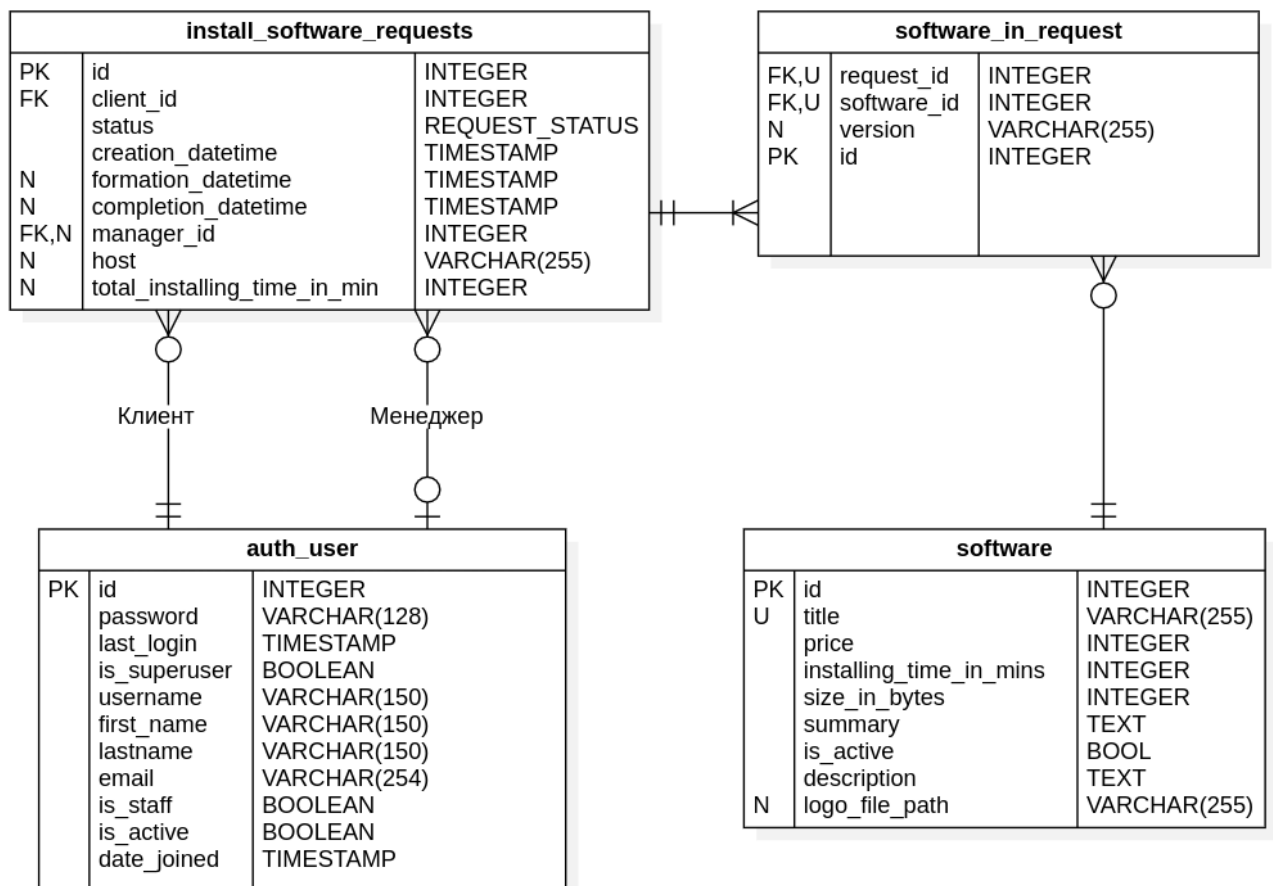 install_software_requests
PK id INTEGER
FK client_id INTEGER
status REQUEST_STATUS
creation_datetime TIMESTAMP
N formation_datetime TIMESTAMP
N completion_datetime TIMESTAMP
FK,N manager_id INTEGER
N host VARCHAR(255)
N total_installing_time_in_min INTEGER
software_in_request
FK,U request_id INTEGER
FK,U software_id INTEGER
N version VARCHAR(255)
PK id INTEGER
Клиент
Менеджер
auth_user
PK id INTEGER
password VARCHAR(128)
last_login TIMESTAMP
is_superuser BOOLEAN
username VARCHAR(150)
first_name VARCHAR(150)
lastname VARCHAR(150)
email VARCHAR(254)
is_staff BOOLEAN
is_active BOOLEAN
date_joined TIMESTAMP
software
PK id INTEGER
U title VARCHAR(255)
price INTEGER
installing_time_in_mins INTEGER
size_in_bytes INTEGER
summary TEXT
is_active BOOL
description TEXT
N logo_file_path VARCHAR(255)